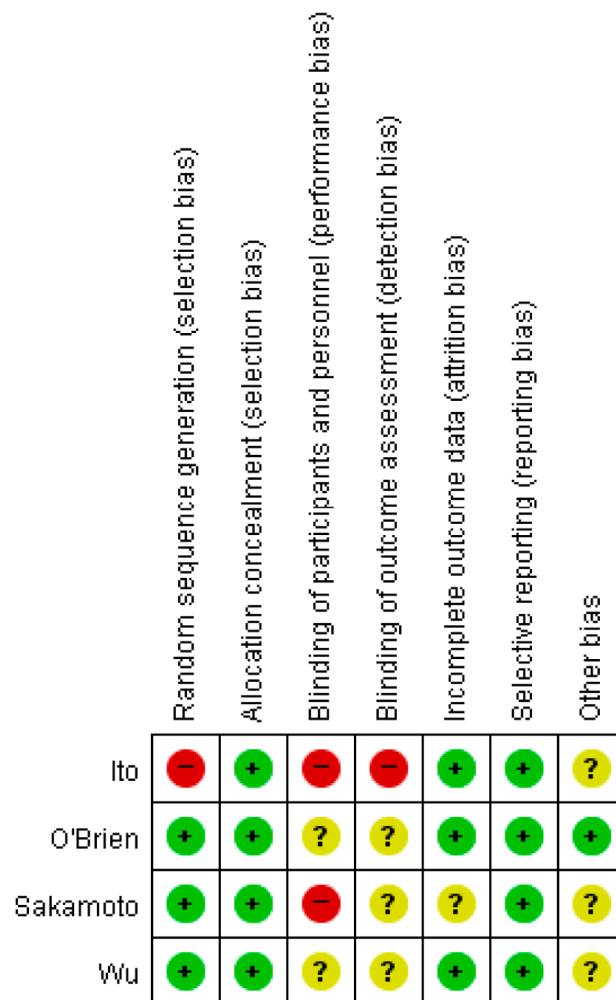 Random sequence generation (selection bias)
Allocation concealment (selection bias)
Blinding of participants and personnel (performance bias)
Blinding of outcome assessment (detection bias)
Incomplete outcome data (attrition bias)
Selective reporting (reporting bias)
Other bias
Ito - + - - + + ?
O'Brien + + ? ? + + +
Sakamoto + + - ? ? + ?
Wu + + ? ? + + ?